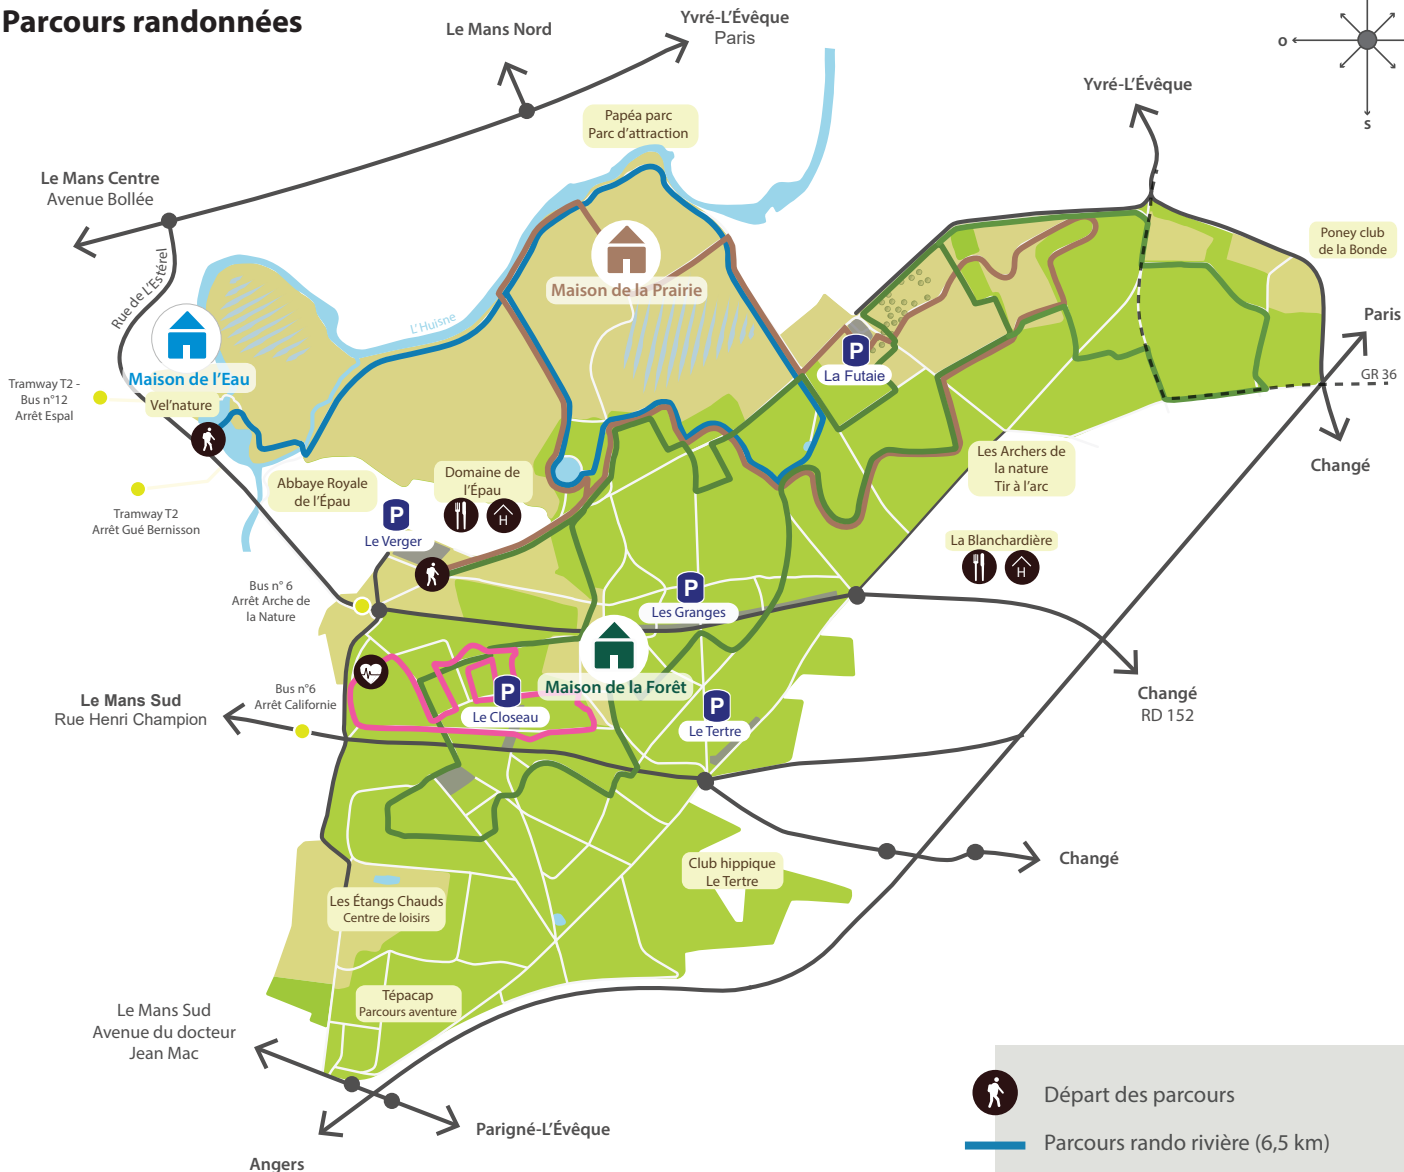 Parcours randonnées
Le Mans Nord
Yvré-L'Évêque
Paris
O
S
Yvré-L'Évêque
Papéa parc
Parc d'attraction
Le Mans Centre
Avenue Bollée
Rue de L'Estérel
Poney club
de la Bonde
Maison de la Prairie
L'Huisne
Paris
GR 36
P
La Futaie
Maison de l'Eau
Vel'nature
Tramway T2 -
Bus n°12
Arrêt Espal
Changé
Les Archers de
la nature
Tir à l'arc
Abbaye Royale
de l'Épau
Domaine de
l'Épau
H
P
Le Verger
Tramway T2
Arrêt Gué Bernisson
La Blanchardière
H
Bus n° 6
Arrêt Arche de
la Nature
P
Les Granges
Maison de la Forêt
Bus n°6
Arrêt Californie
Le Mans Sud
Rue Henri Champion
P
Le Closeau
P
Le Tertre
Changé
RD 152
Changé
Club hippique
Le Tertre
Les Étangs Chauds
Centre de loisirs
Tépacap
Parcours aventure
Le Mans Sud
Avenue du docteur
Jean Mac
Parigné-L'Évêque
Angers
Départ des parcours
Parcours rando rivière (6,5 km)